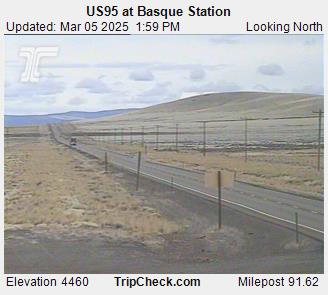 US95 at Basque Station
Updated: Mar 05 2025 1:59 PM Looking North
Elevation 4460 TripCheck.com Milepost 91.62